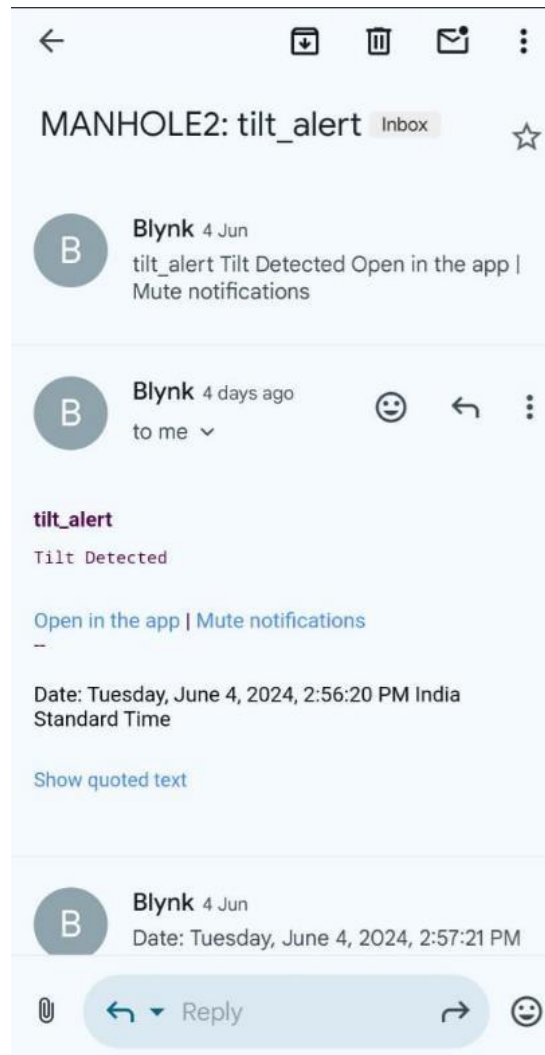 MANHOLE2: tilt_alert Inbox
B
Blynk 4 Jun
tilt_alert Tilt Detected Open in the app |
Mute notifications
B
Blynk 4 days ago
to me
tilt_alert
Tilt Detected
Open in the app | Mute notifications
--
Date: Tuesday, June 4, 2024, 2:56:20 PM India
Standard Time
Show quoted text
B
Blynk 4 Jun
Date: Tuesday, June 4, 2024, 2:57:21 PM
Reply